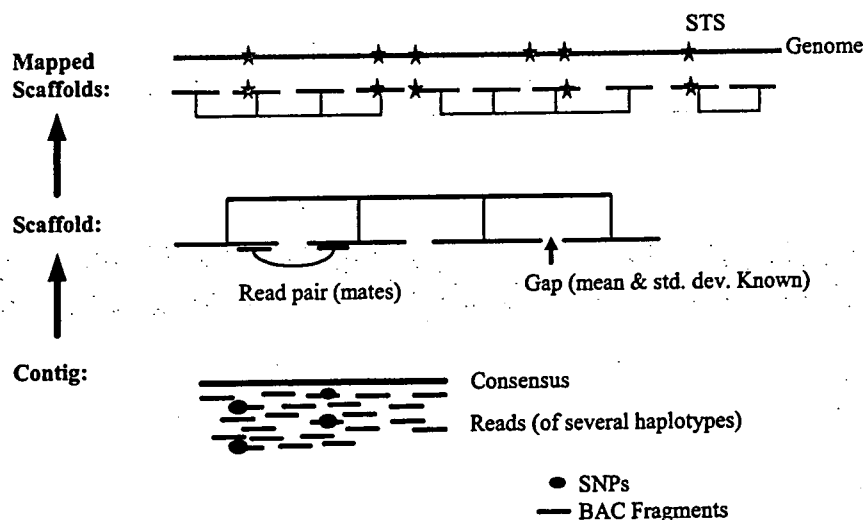 STS
Genome
Mapped
Scaffolds:
Scaffold:
Read pair (mates)
Gap (mean & std. dev. Known)
Contig:
Consensus
Reads (of several haplotypes)
SNPs
BAC Fragments